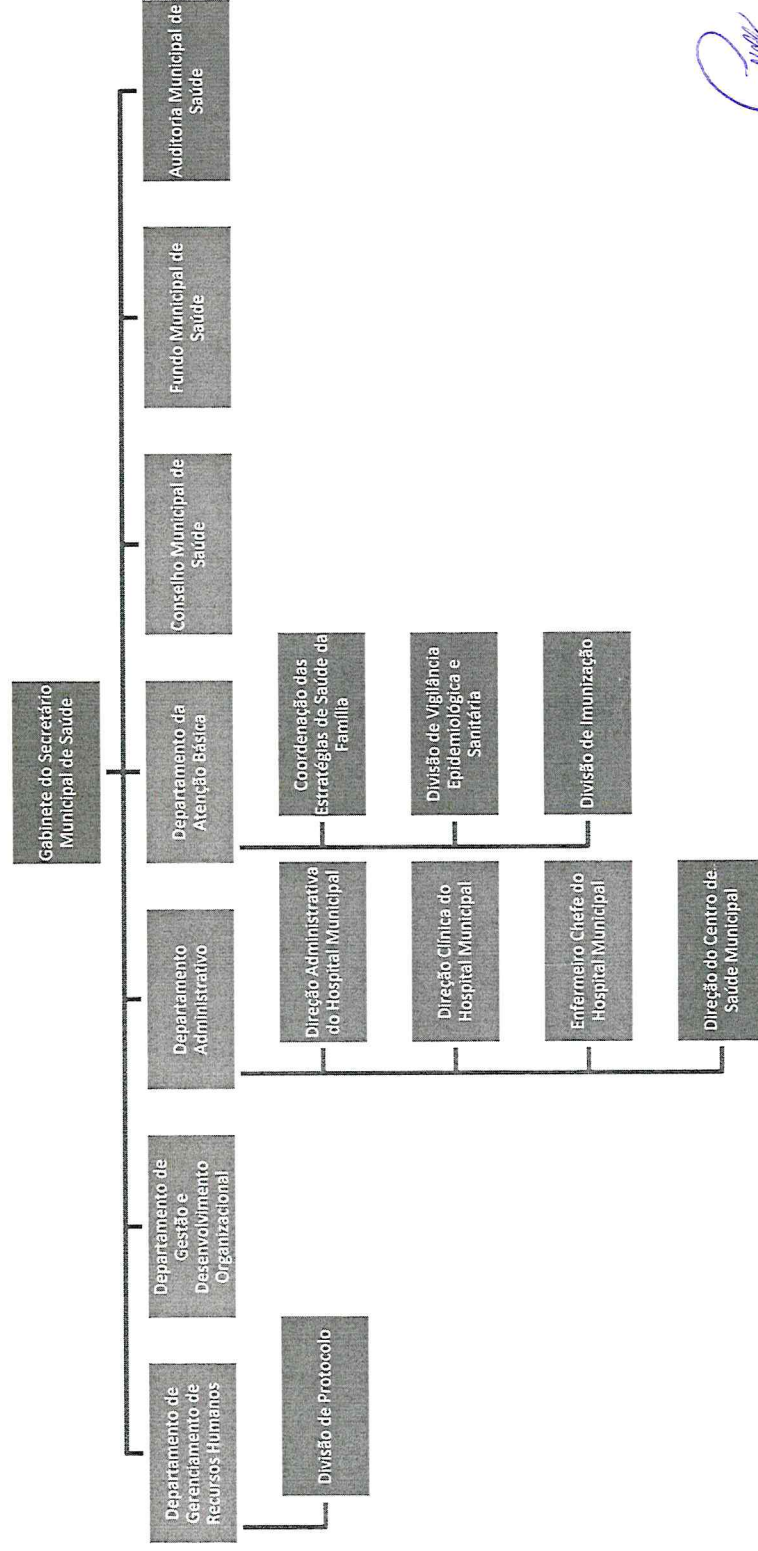 Gabinete do Secretário
Municipal de Saúde
Departamento de
Gerenciamento de
Recursos Humanos
Departamento de
Gestão e
Desenvolvimento
Organizacional
Departamento
Administrativo
Departamento da
Atenção Básica
Conselho Municipal de
Saúde
Fundo Municipal de
Saúde
Auditoria Municipal de
Saúde
Divisão de Protocolo
Direção Administrativa
do Hospital Municipal
Direção Clínica do
Hospital Municipal
Enfermeiro Chefe do
Hospital Municipal
Direção do Centro de
Saúde Municipal
Coordenação das
Estratégias de Saúde da
Família
Divisão de Vigilância
Epidemiológica e
Sanitária
Divisão de Imunização